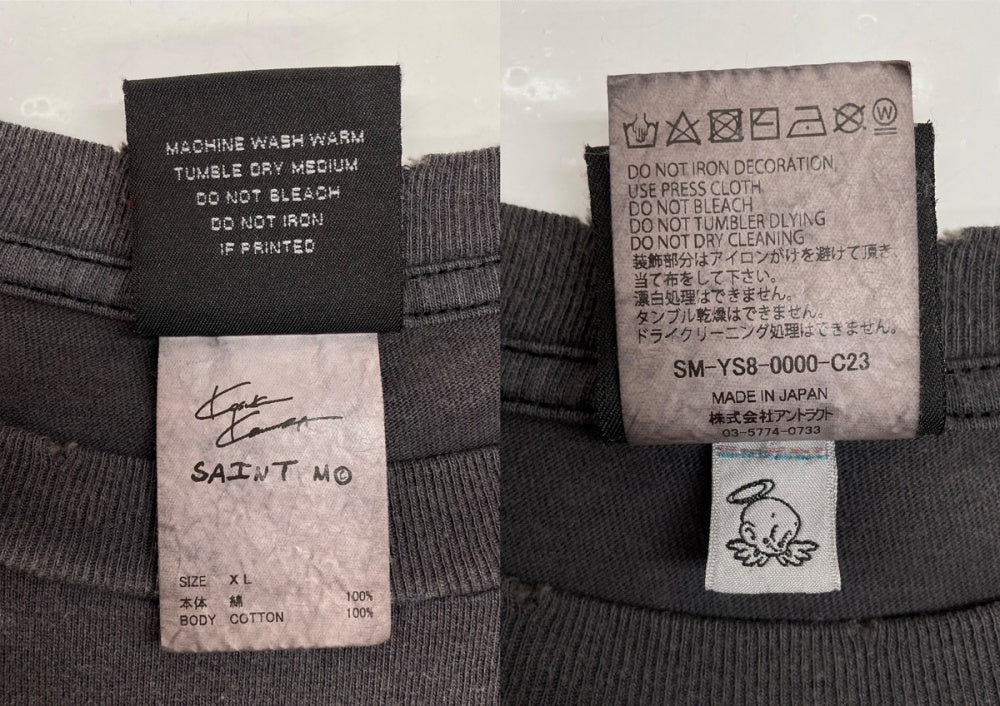 MACHINE WASH WARM
TUMBLE DRY MEDIUM
DO NOT BLEACH
DO NOT IRON
IF PRINTED
SAINT M
SIZE XL
本体 綿 100%
BODY COTTON 100%
W
DO NOT IRON DECORATION,
USE PRESS CLOTH
DO NOT BLEACH
DO NOT TUMBLER DLYING
DO NOT DRY CLEANING
装飾部分はアイロンがけを避けて頂き、
当て布をして下さい。
漂白処理はできません。
タンブル乾燥はできません。
ドライクリーニング処理はできません。
SM-YS8-0000-C23
MADE IN JAPAN
株式会社アントラクト
03-5774-0733